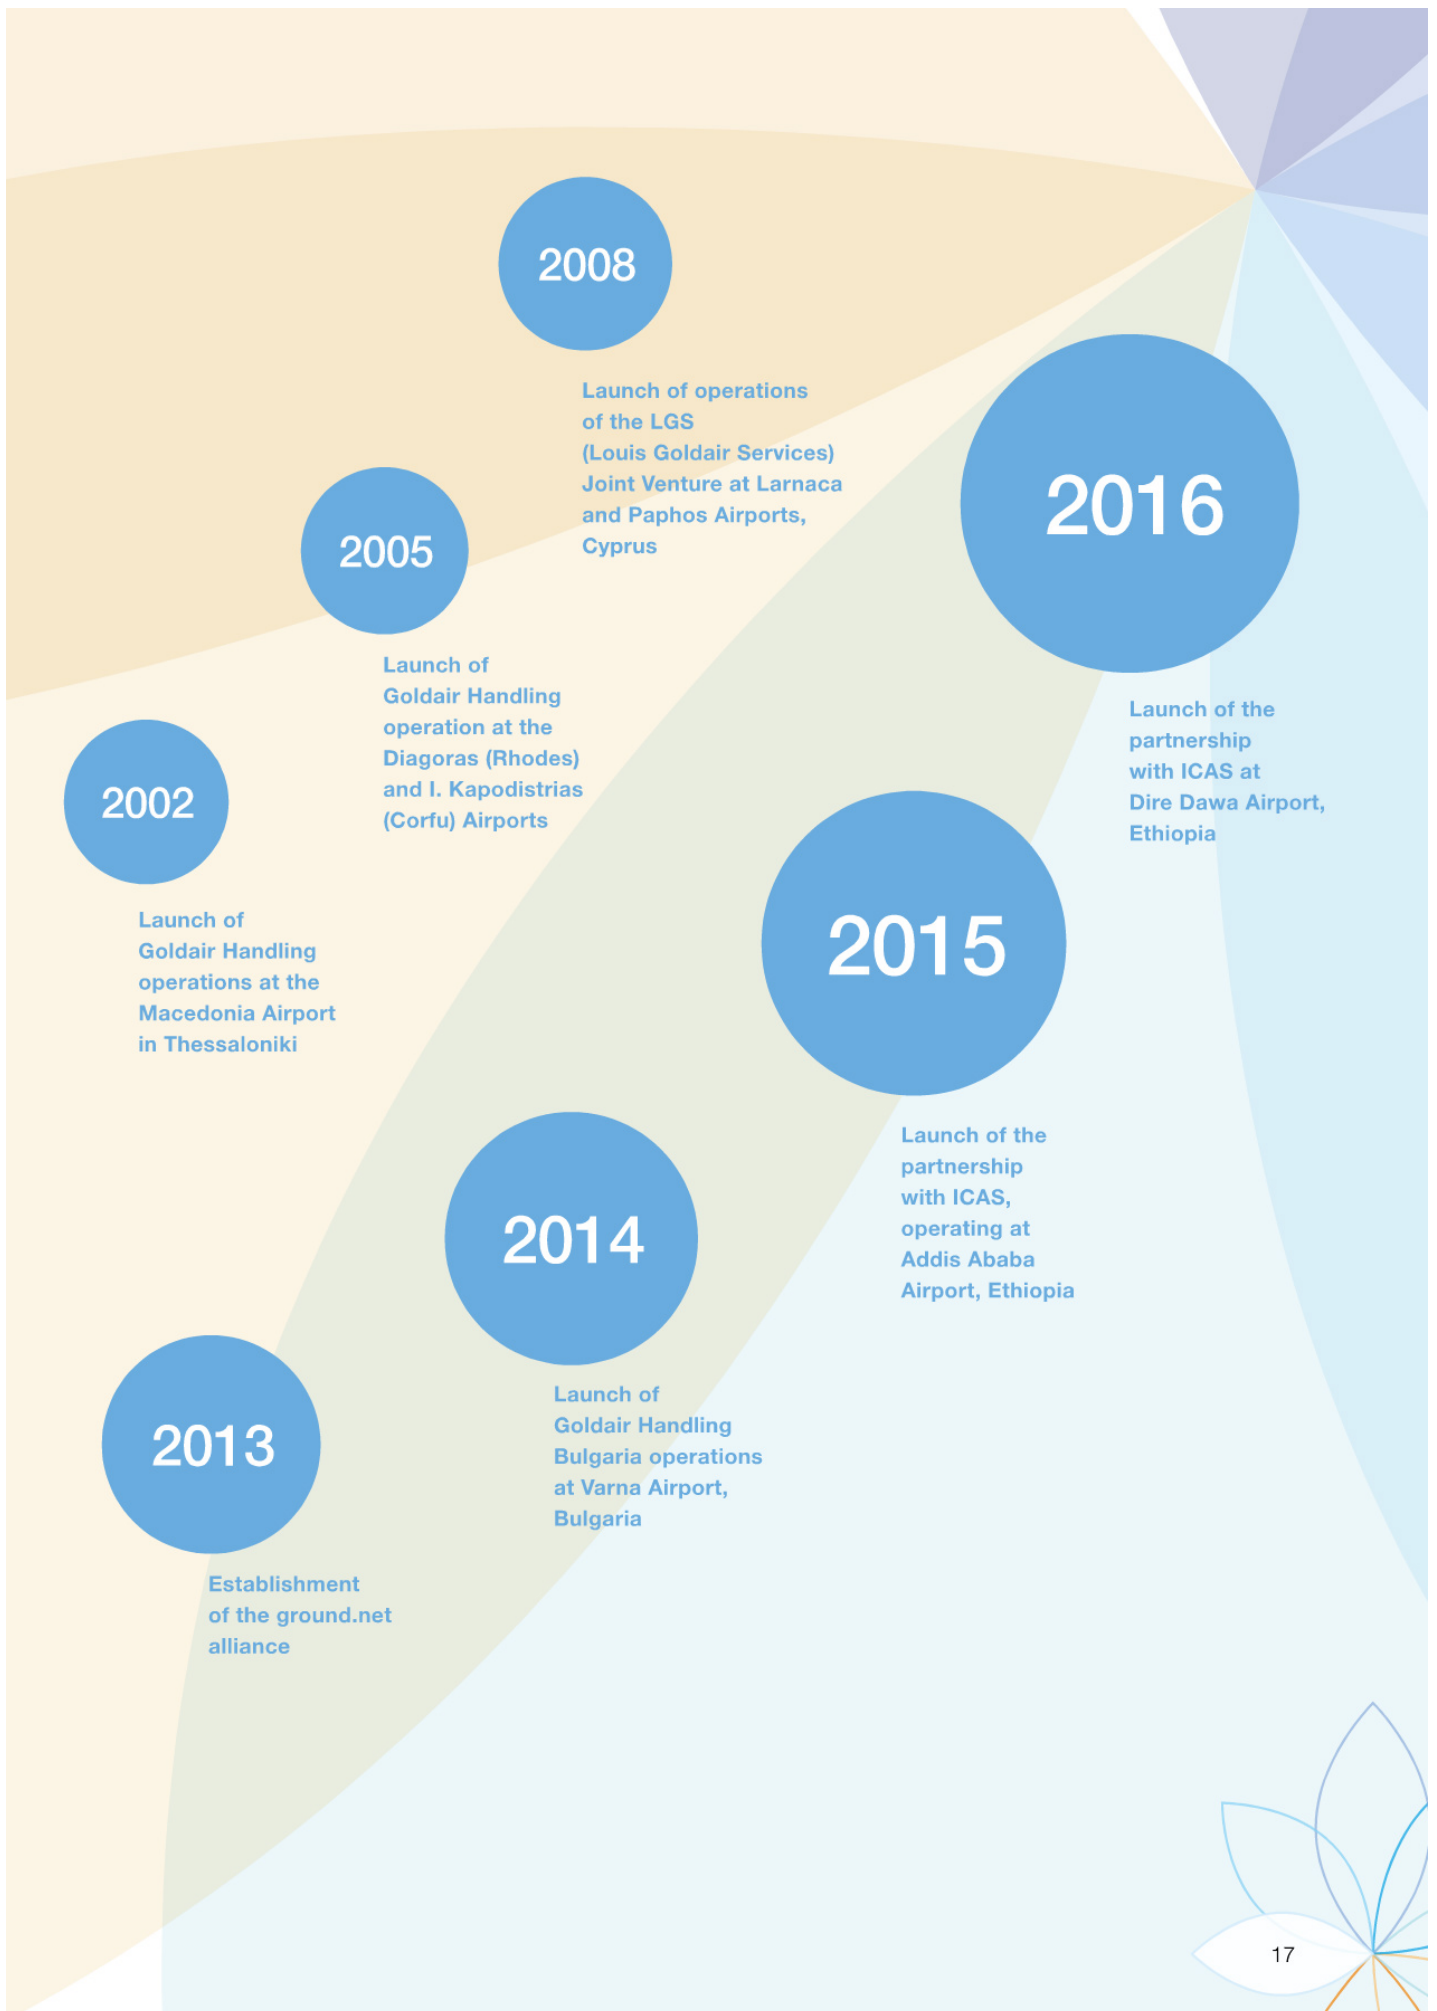 2008
Launch of operations
of the LGS
(Louis Goldair Services)
Joint Venture at Larnaca
and Paphos Airports,
Cyprus
2005
Launch of
Goldair Handling
operation at the
Diagoras (Rhodes)
and I. Kapodistrias
(Corfu) Airports
2002
Launch of
Goldair Handling
operations at the
Macedonia Airport
in Thessaloniki
2016
Launch of the
partnership
with ICAS at
Dire Dawa Airport,
Ethiopia
2015
Launch of the
partnership
with ICAS,
operating at
Addis Ababa
Airport, Ethiopia
2014
Launch of
Goldair Handling
Bulgaria operations
at Varna Airport,
Bulgaria
2013
Establishment
of the ground.net
alliance
17